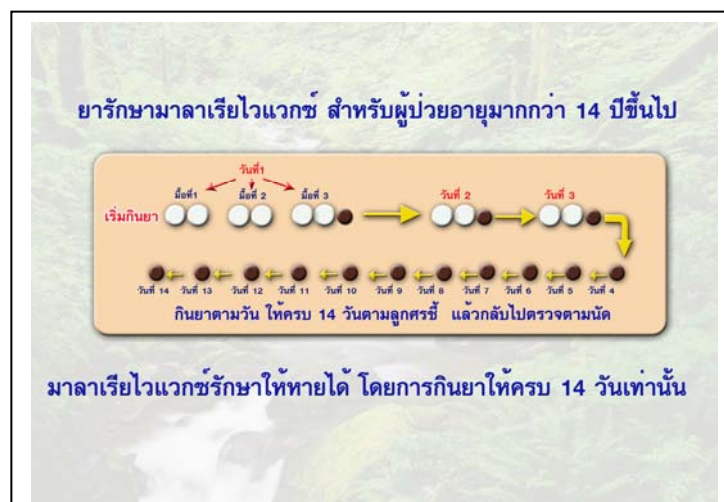 ยารักษามาลาเรียไวแวกซ์ สำหรับผู้ป่วยอายุมากกว่า 14 ปีขึ้นไป
วันที่1
มื้อที่1 มื้อที่ 2 มื้อที่ 3 วันที่ 2 วันที่ 3
เริ่มกินยา
วันที่ 14 วันที่ 13 วันที่ 12 วันที่ 11 วันที่ 10 วันที่ 9 วันที่ 8 วันที่ 7 วันที่ 6 วันที่ 5 วันที่ 4
กินยาตามวัน ให้ครบ 14 วันตามลูกศรชี้ แล้วกลับไปตรวจตามนัด
มาลาเรียไวแวกซ์รักษาให้หายได้ โดยการกินยาให้ครบ 14 วันเท่านั้น